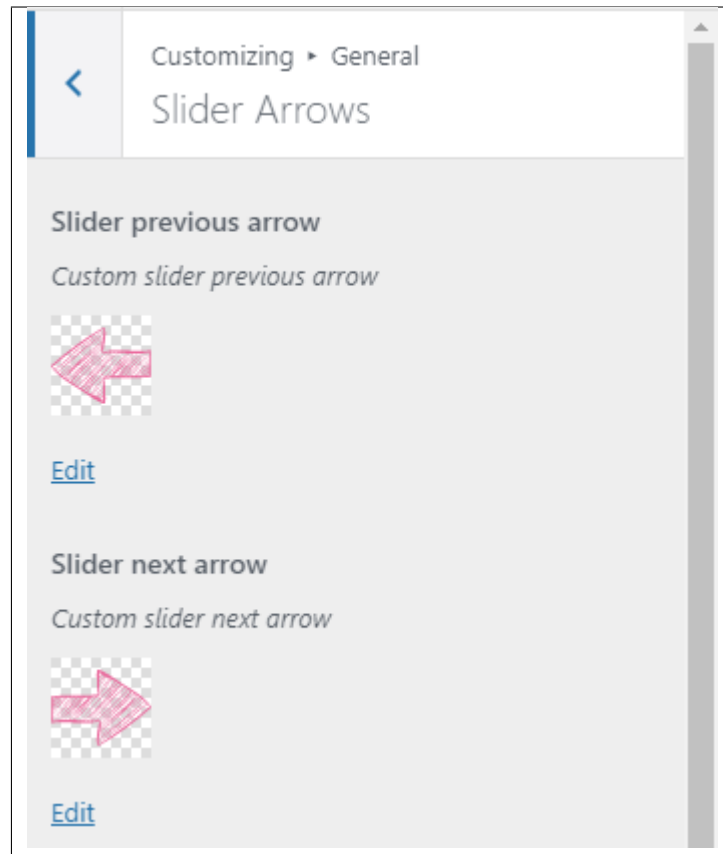 Customizing ▸ General
Slider Arrows
Slider previous arrow
Custom slider previous arrow
Edit
Slider next arrow
Custom slider next arrow
Edit